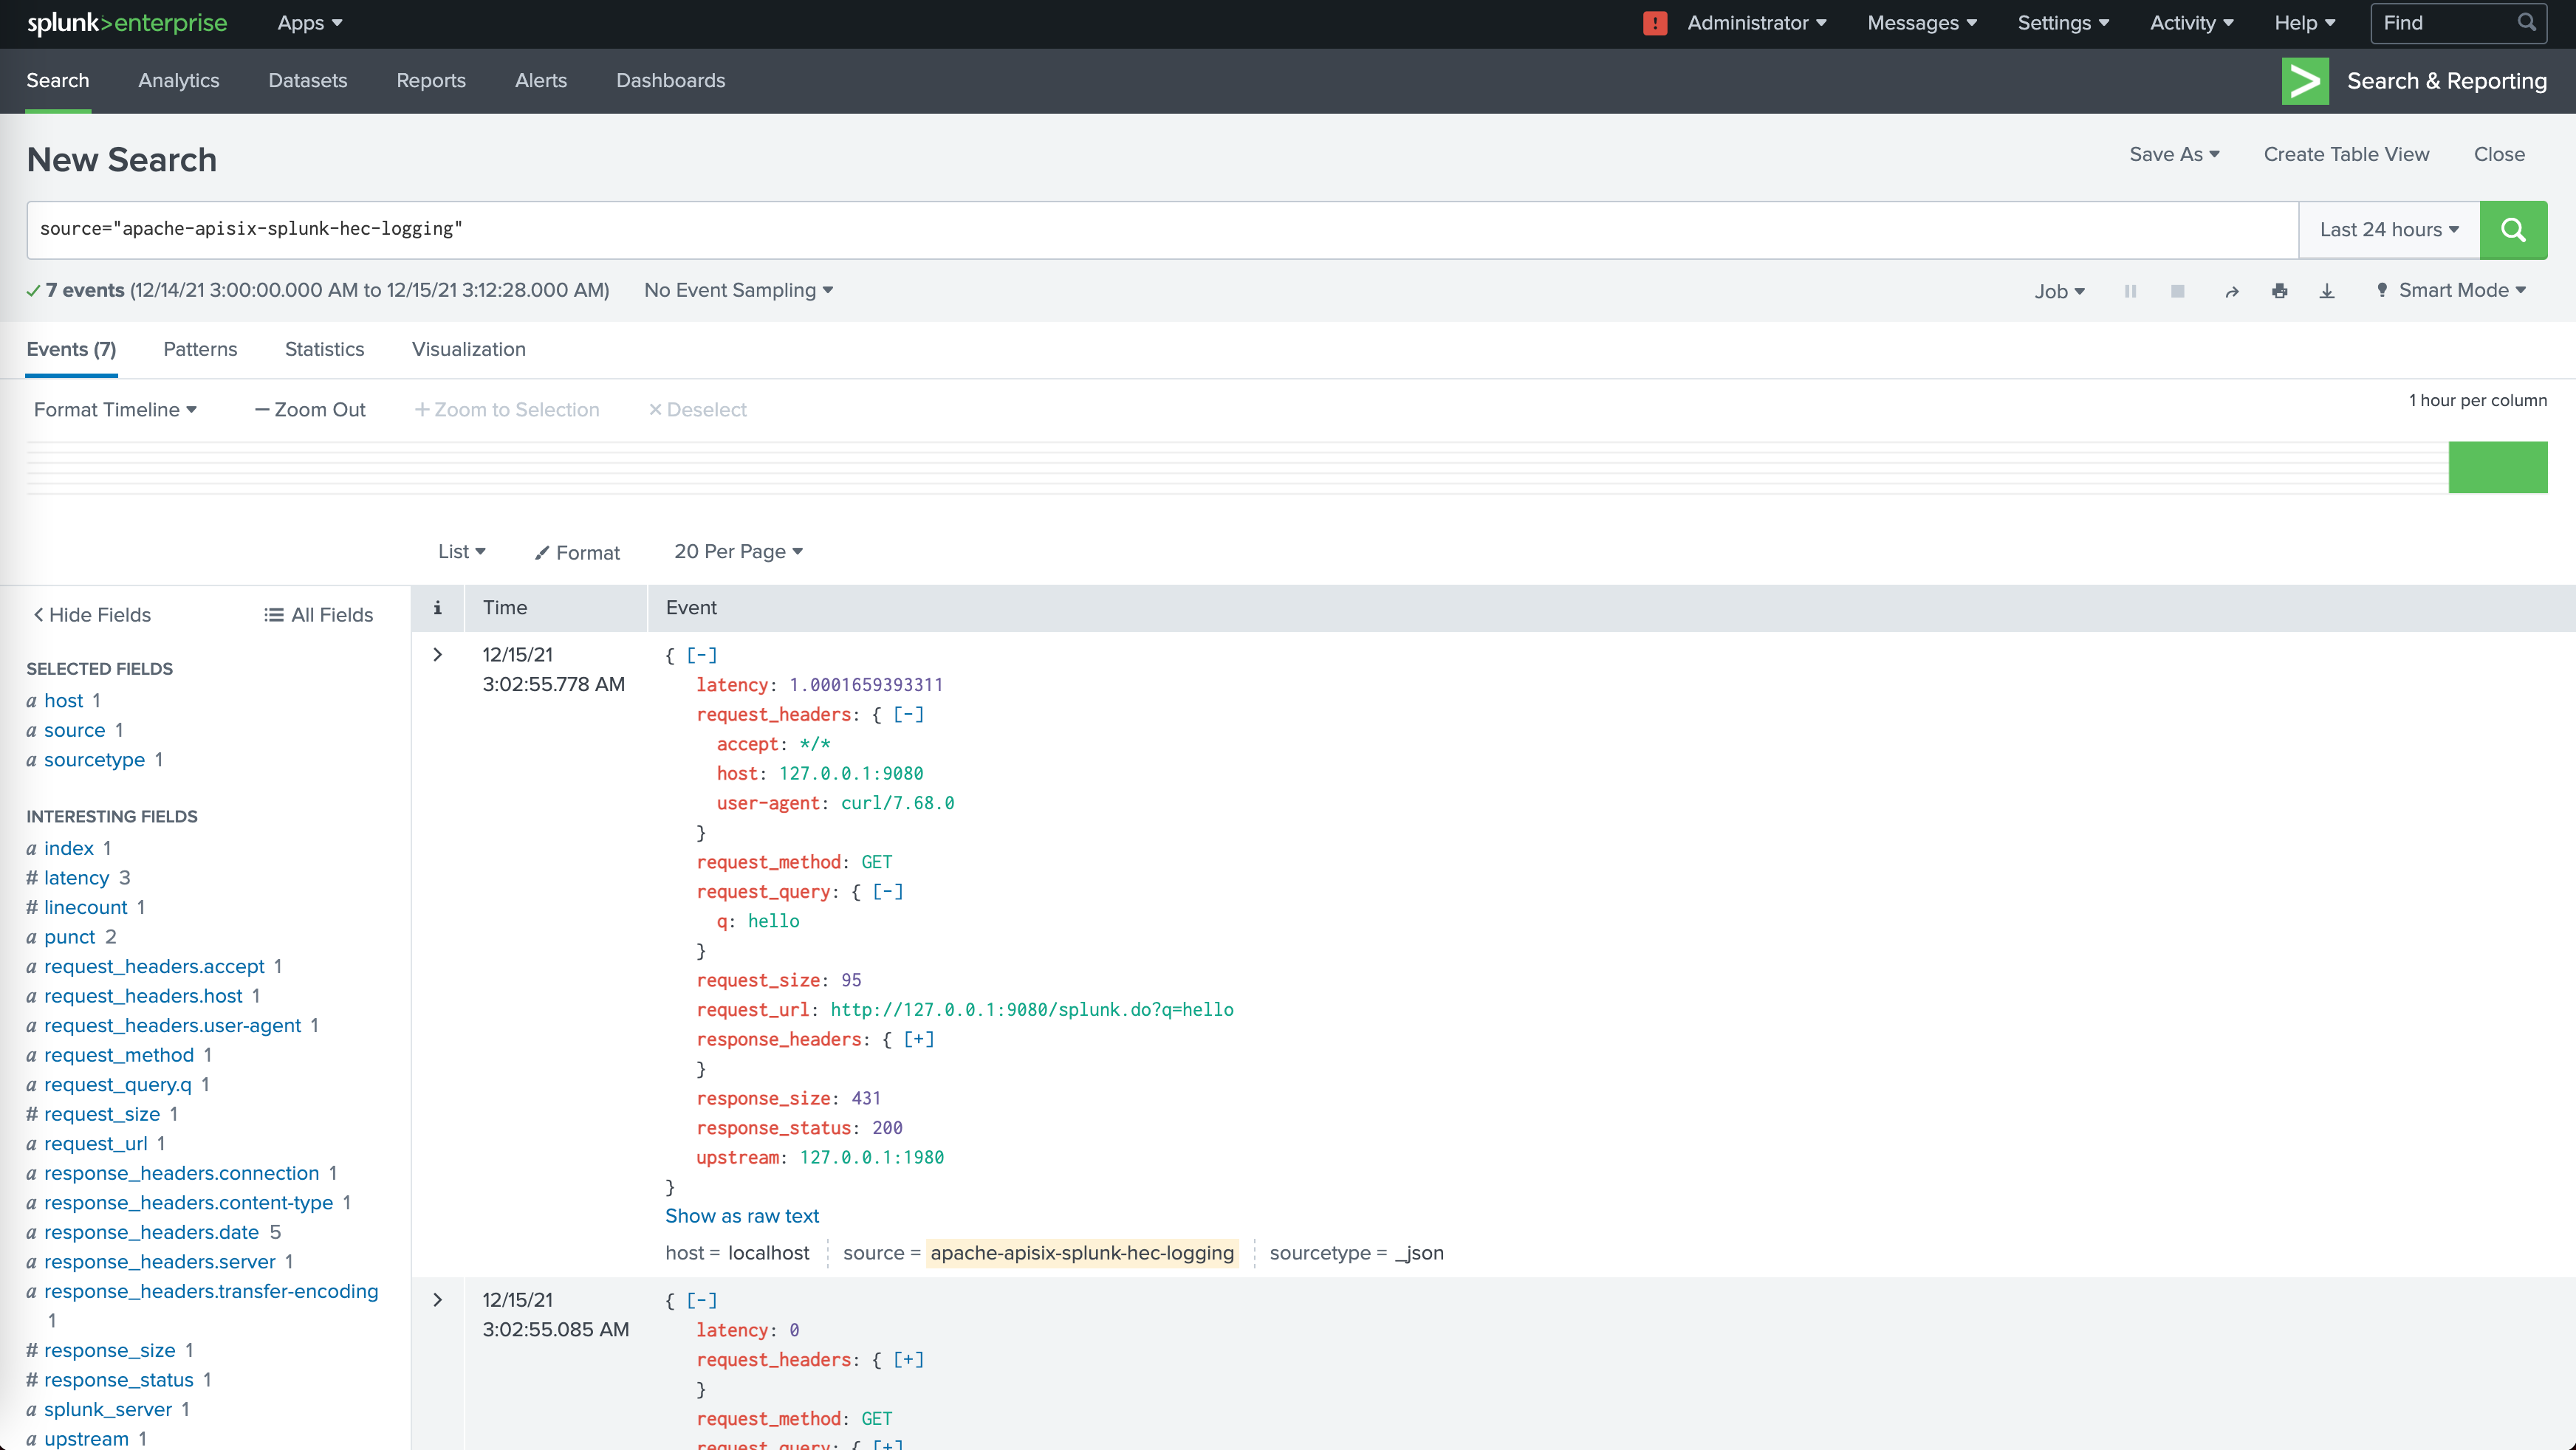 splunk>enterprise Apps ! Administrator Messages Settings Activity Help Find
Search Analytics Datasets Reports Alerts Dashboards > Search & Reporting
New Search Save As Create Table View Close
source="apache-apisix-splunk-hec-logging" Last 24 hours
✓ 7 events (12/14/21 3:00:00.000 AM to 12/15/21 3:12:28.000 AM) No Event Sampling Job Smart Mode
Events (7) Patterns Statistics Visualization
Format Timeline — Zoom Out + Zoom to Selection × Deselect 1 hour per column
List Format 20 Per Page
< Hide Fields All Fields
SELECTED FIELDS
a host 1
a source 1
a sourcetype 1
INTERESTING FIELDS
a index 1
# latency 3
# linecount 1
a punct 2
a request_headers.accept 1
a request_headers.host 1
a request_headers.user-agent 1
a request_method 1
a request_query.q 1
# request_size 1
a request_url 1
a response_headers.connection 1
a response_headers.content-type 1
a response_headers.date 5
a response_headers.server 1
a response_headers.transfer-encoding
1
# response_size 1
# response_status 1
a splunk_server 1
a upstream 1
i Time Event
> 12/15/21
3:02:55.778 AM
{ [-]
latency: 1.0001659393311
request_headers: { [-]
accept: */*
host: 127.0.0.1:9080
user-agent: curl/7.68.0
}
request_method: GET
request_query: { [-]
q: hello
}
request_size: 95
request_url: http://127.0.0.1:9080/splunk.do?q=hello
response_headers: { [+]
}
response_size: 431
response_status: 200
upstream: 127.0.0.1:1980
}
Show as raw text
host = localhost source = apache-apisix-splunk-hec-logging sourcetype = _json
> 12/15/21
3:02:55.085 AM
{ [-]
latency: 0
request_headers: { [+]
}
request_method: GET
request_query: { [+]